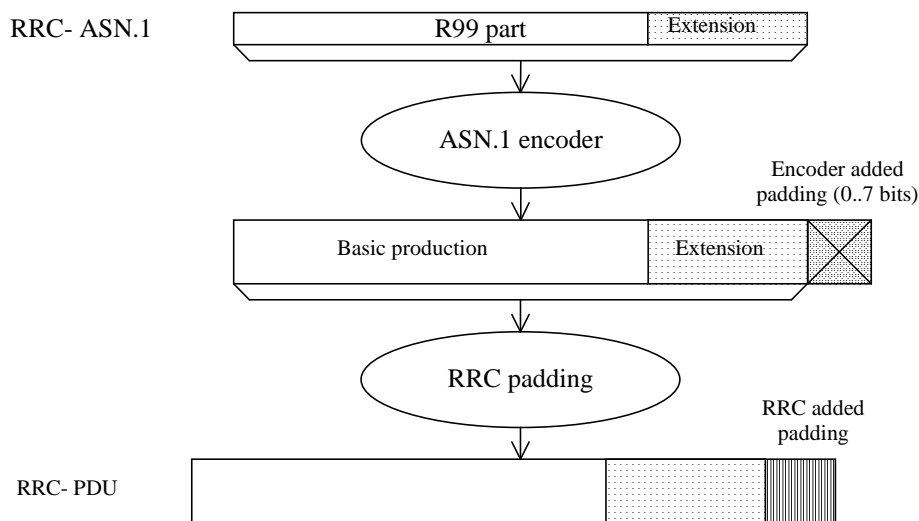 RRC- ASN.1
R99 part
Extension
ASN.1 encoder
Encoder added
padding (0..7 bits)
Basic production
Extension
RRC padding
RRC added
padding
RRC- PDU